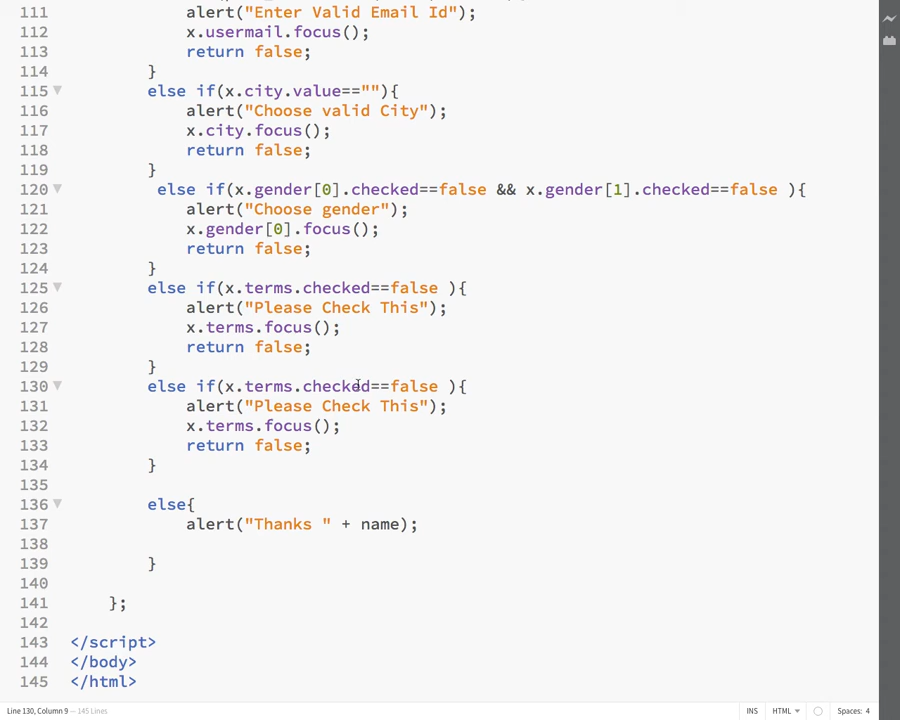 111             alert("Enter Valid Email Id");
112             x.usermail.focus();
113             return false;
114         }
115         else if(x.city.value==""){
116             alert("Choose valid City");
117             x.city.focus();
118             return false;
119         }
120          else if(x.gender[0].checked==false && x.gender[1].checked==false ){
121             alert("Choose gender");
122             x.gender[0].focus();
123             return false;
124         }
125         else if(x.terms.checked==false ){
126             alert("Please Check This");
127             x.terms.focus();
128             return false;
129         }
130         else if(x.terms.checked==false ){
131             alert("Please Check This");
132             x.terms.focus();
133             return false;
134         }
135
136         else{
137             alert("Thanks " + name);
138
139         }
140
141     };
142
143 </script>
144 </body>
145 </html>
Line 130, Column 9 — 145 Lines INS HTML Spaces: 4